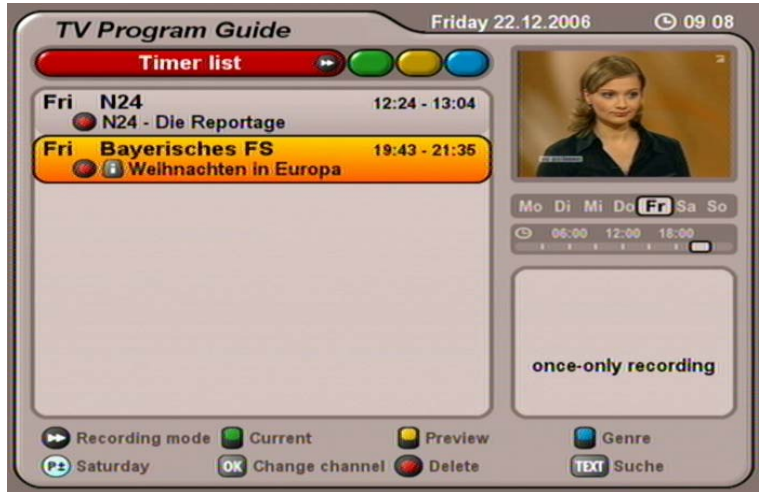 TV Program Guide
Friday 22.12.2006 09 08
Timer list
Fri N24 12:24 - 13:04
N24 - Die Reportage
Fri Bayerisches FS 19:43 - 21:35
i Weihnachten in Europa
Mo Di Mi Do Fr Sa So
06:00 12:00 18:00
once-only recording
Recording mode Current Preview Genre
P± Saturday OK Change channel Delete TEXT Suche